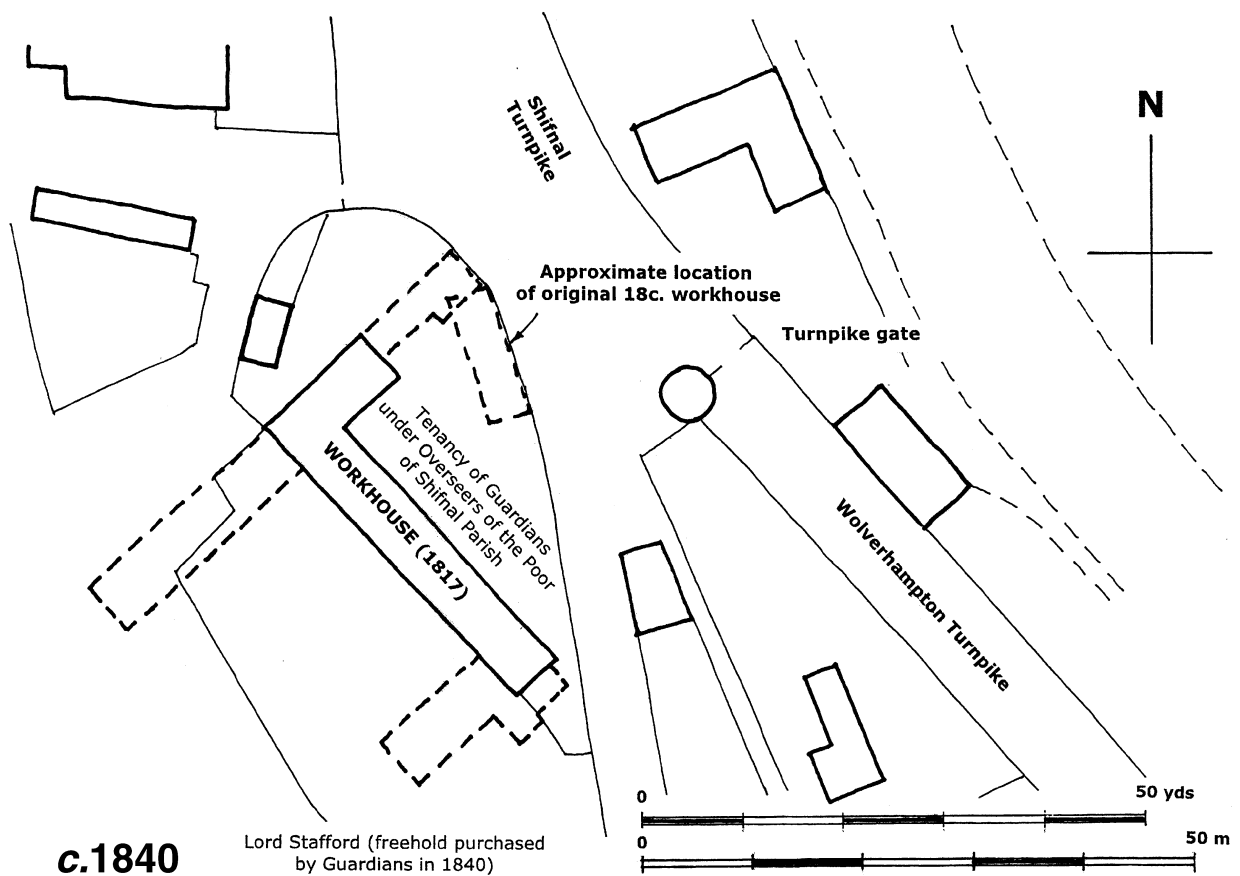 Shifnal
Turnpike
N
Approximate location
of original 18c. workhouse
Turnpike gate
Tenancy of Guardians
under Overseers of the Poor
of Shifnal Parish
WORKHOUSE (1817)
Wolverhampton Turnpike
0
50 yds
0
50 m
Lord Stafford (freehold purchased
by Guardians in 1840)
c.1840